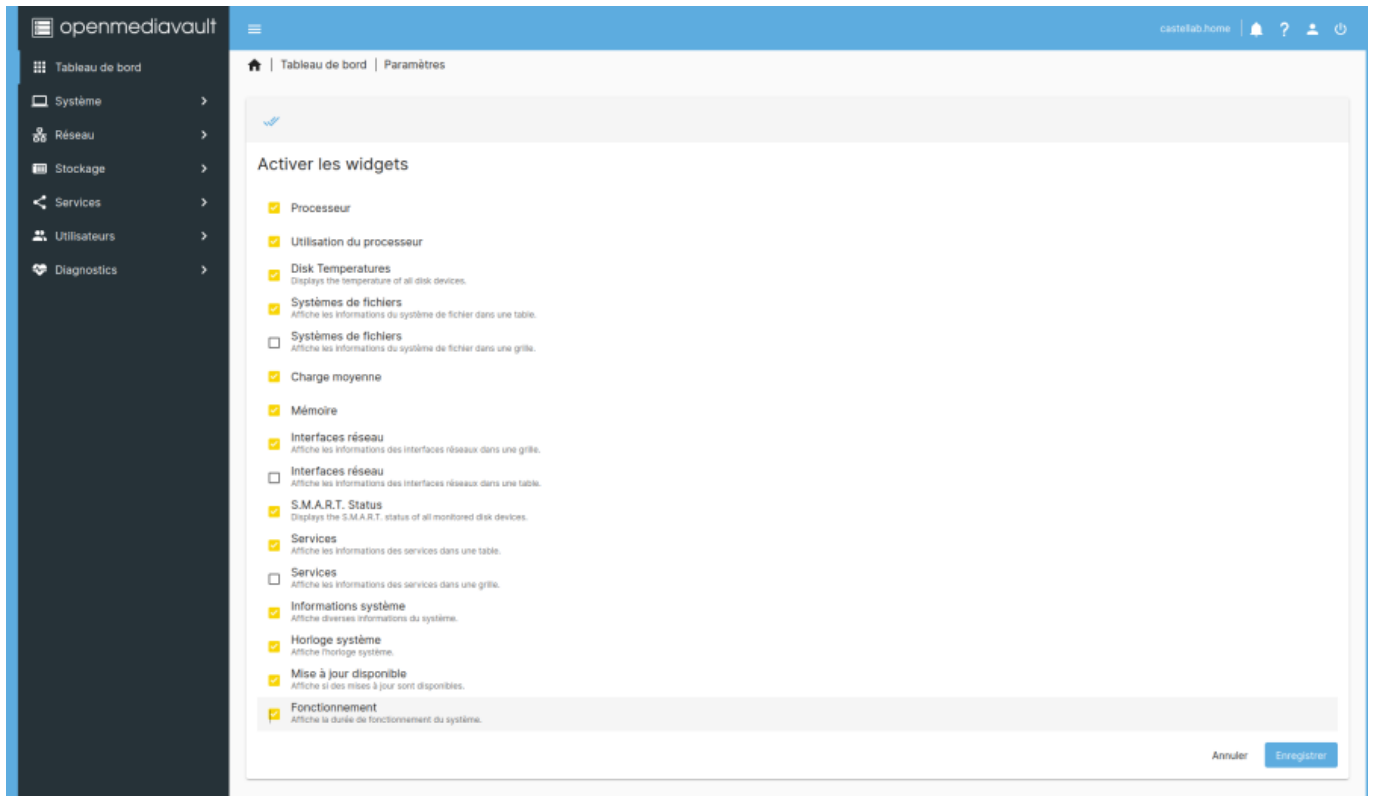 openmediavault
castellab.home
?
Tableau de bord
Système
Réseau
Stockage
Services
Utilisateurs
Diagnostics
Tableau de bord | Paramètres
Activer les widgets
Processeur
Utilisation du processeur
Disk Temperatures
Displays the temperature of all disk devices.
Systèmes de fichiers
Affiche les informations du système de fichier dans une table.
Systèmes de fichiers
Affiche les informations du système de fichier dans une grille.
Charge moyenne
Mémoire
Interfaces réseau
Affiche les informations des interfaces réseaux dans une grille.
Interfaces réseau
Affiche les informations des interfaces réseaux dans une table.
S.M.A.R.T. Status
Displays the S.M.A.R.T. status of all monitored disk devices.
Services
Affiche les informations des services dans une table.
Services
Affiche les informations des services dans une grille.
Informations système
Affiche diverses informations du système.
Horloge système
Affiche l'horloge système.
Mise à jour disponible
Affiche si des mises à jour sont disponibles.
Fonctionnement
Affiche la durée de fonctionnement du système.
Annuler
Enregistrer